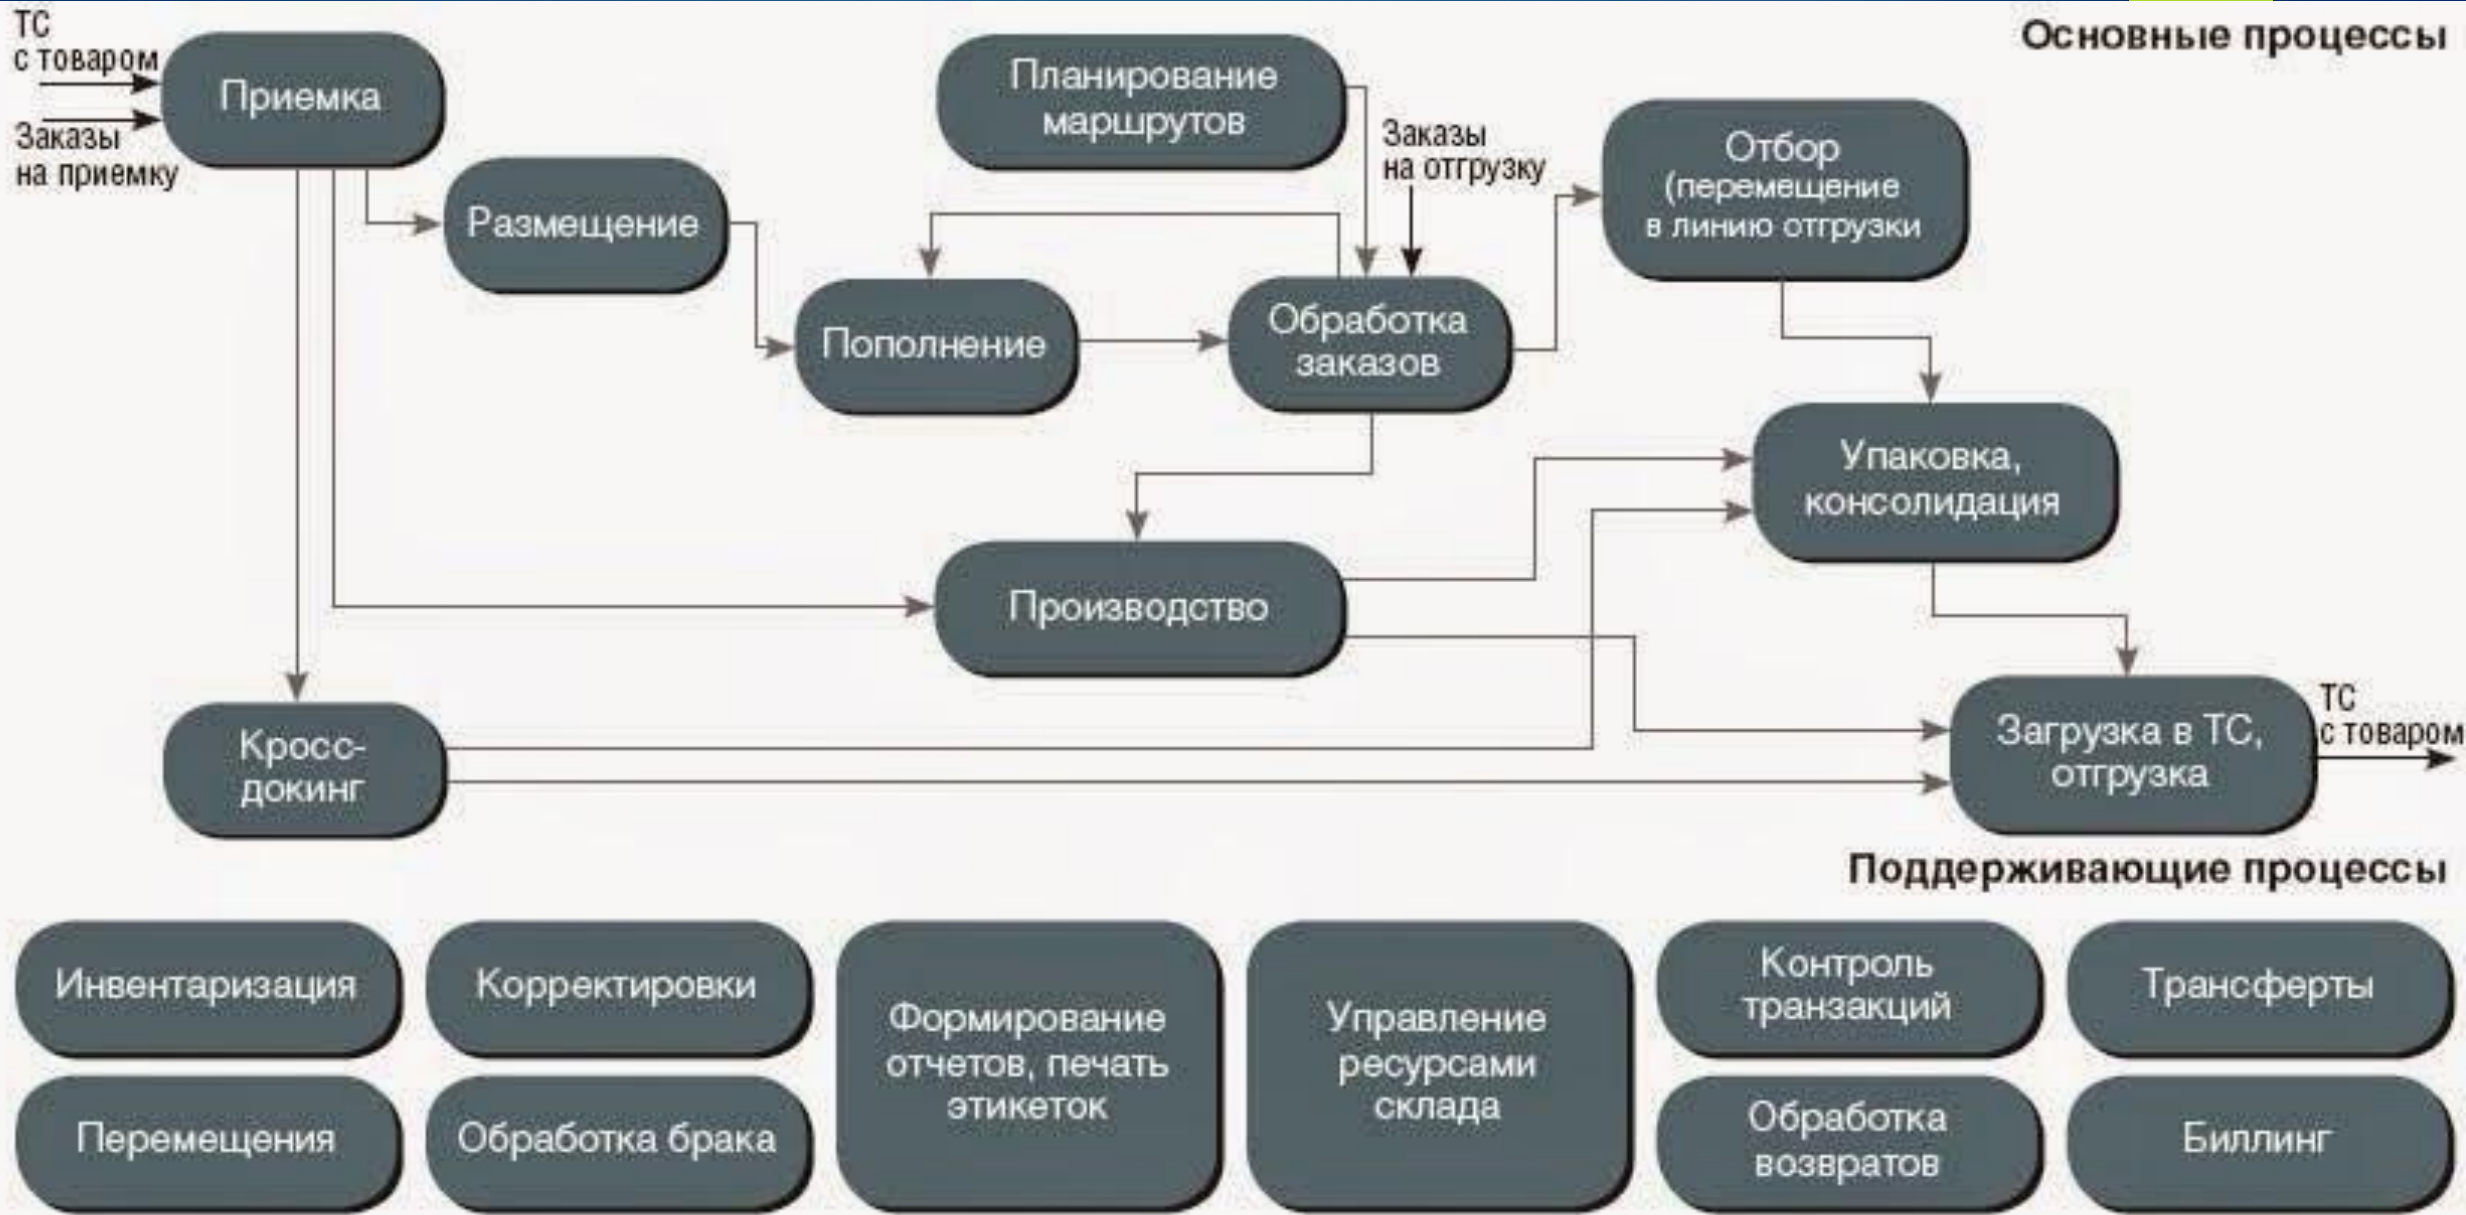 ТС
с товаром
Заказы
на приемку
Приемка
Основные процессы
Планирование
маршрутов
Заказы
на отгрузку
Отбор
(перемещение
в линию отгрузки
Размещение
Пополнение
Обработка
заказов
Упаковка,
консолидация
Производство
Кросс-
докинг
Загрузка в ТС,
отгрузка
ТС
с товаром
Поддерживающие процессы
Инвентаризация
Корректировки
Формирование
отчетов, печать
этикеток
Управление
ресурсами
склада
Контроль
транзакций
Трансферты
Перемещения
Обработка брака
Обработка
возвратов
Биллинг